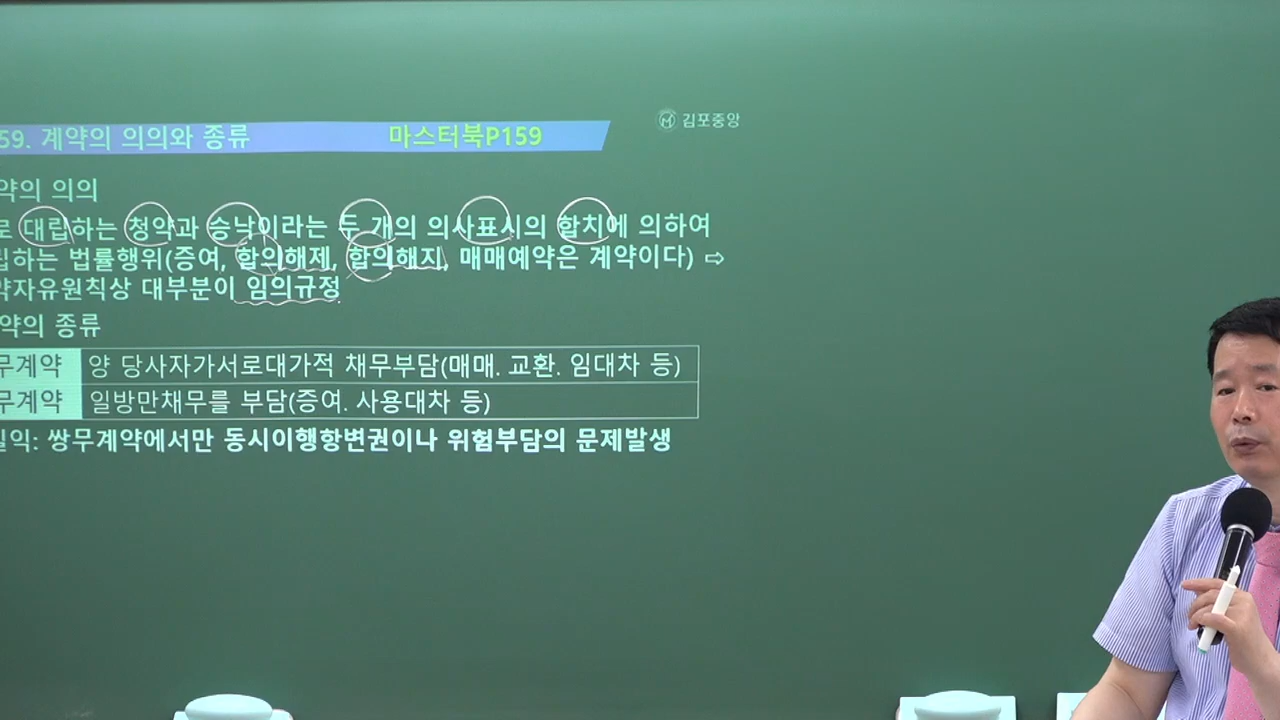 59. 계약의 의의와 종류 마스터북P159
김포중앙
약의 의의
로 대립하는 청약과 승낙이라는 두 개의 의사표시의 합치에 의하여
립하는 법률행위(증여, 합의해제, 합의해지, 매매예약은 계약이다) ⇨
약자유원칙상 대부분이 임의규정
약의 종류
무계약 양 당사자가서로대가적 채무부담(매매. 교환. 임대차 등)
무계약 일방만채무를 부담(증여. 사용대차 등)
익: 쌍무계약에서만 동시이행항변권이나 위험부담의 문제발생